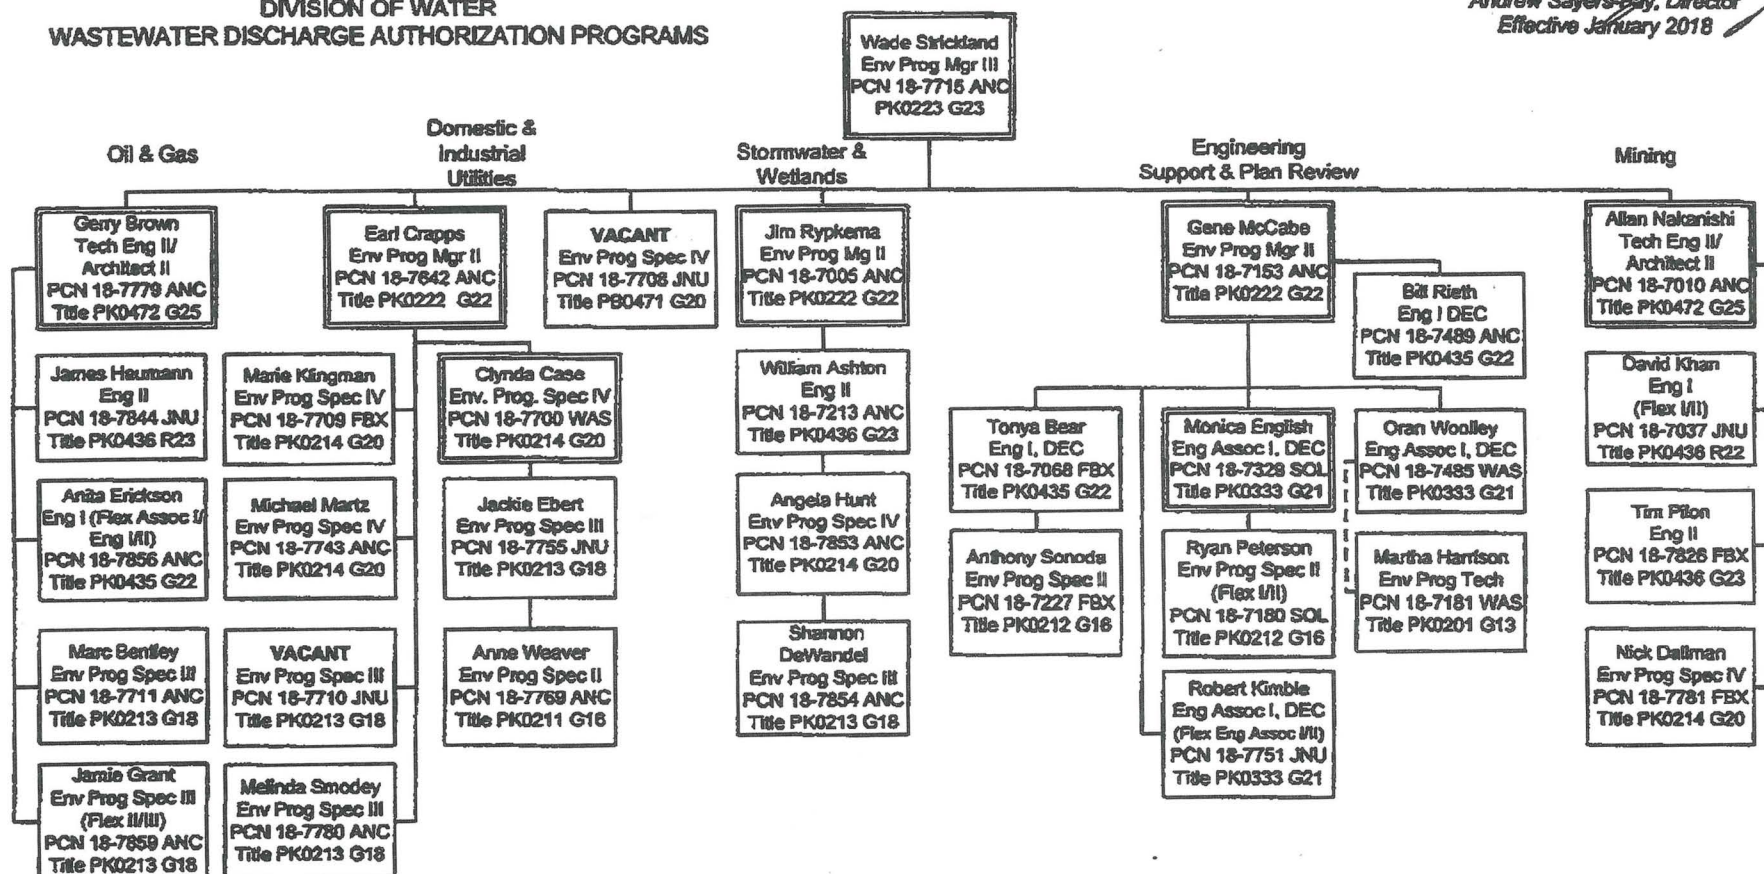 DIVISION OF WATER
WASTEWATER DISCHARGE AUTHORIZATION PROGRAMS
Andrew Sayers-Fay, Director
Effective January 2018
Wade Strickland
Env Prog Mgr III
PCN 18-7715 ANC
PK0223 G23
Oil & Gas
Domestic &
Industrial
Utilities
Stormwater &
Wetlands
Engineering
Support & Plan Review
Mining
Gerry Brown
Tech Eng II/
Architect II
PCN 18-7779 ANC
Title PK0472 G25
Earl Crapps
Env Prog Mgr II
PCN 18-7642 ANC
Title PK0222 G22
VACANT
Env Prog Spec IV
PCN 18-7708 JNU
Title PB0471 G20
Jim Rypkema
Env Prog Mg II
PCN 18-7005 ANC
Title PK0222 G22
Gene McCabe
Env Prog Mgr II
PCN 18-7153 ANC
Title PK0222 G22
Bill Rieth
Eng I DEC
PCN 18-7489 ANC
Title PK0435 G22
Allan Nakanishi
Tech Eng II/
Architect II
PCN 18-7010 ANC
Title PK0472 G25
James Heumann
Eng II
PCN 18-7844 JNU
Title PK0436 R23
Marie Klingman
Env Prog Spec IV
PCN 18-7709 FBX
Title PK0214 G20
Clynda Case
Env. Prog. Spec IV
PCN 18-7700 WAS
Title PK0214 G20
William Ashton
Eng II
PCN 18-7213 ANC
Title PK0436 G23
Tonya Bear
Eng I, DEC
PCN 18-7068 FBX
Title PK0435 G22
Monica English
Eng Assoc I, DEC
PCN 18-7329 SOL
Title PK0333 G21
Oran Woolley
Eng Assoc I, DEC
PCN 18-7485 WAS
Title PK0333 G21
David Khan
Eng I
(Flex I/II)
PCN 18-7037 JNU
Title PK0436 R22
Anita Erickson
Eng I (Flex Assoc I/
Eng I/II)
PCN 18-7856 ANC
Title PK0435 G22
Michael Martz
Env Prog Spec IV
PCN 18-7743 ANC
Title PK0214 G20
Jackie Ebert
Env Prog Spec III
PCN 18-7755 JNU
Title PK0213 G18
Angela Hunt
Env Prog Spec IV
PCN 18-7853 ANC
Title PK0214 G20
Anthony Sonoda
Env Prog Spec II
PCN 18-7227 FBX
Title PK0212 G16
Ryan Peterson
Env Prog Spec II
(Flex I/II)
PCN 18-7180 SOL
Title PK0212 G16
Martha Harrison
Env Prog Tech
PCN 18-7181 WAS
Title PK0201 G13
Tim Pilon
Eng II
PCN 18-7826 FBX
Title PK0436 G23
Marc Bentley
Env Prog Spec III
PCN 18-7711 ANC
Title PK0213 G18
VACANT
Env Prog Spec III
PCN 18-7710 JNU
Title PK0213 G18
Anne Weaver
Env Prog Spec II
PCN 18-7769 ANC
Title PK0211 G16
Shannon
DeWandel
Env Prog Spec III
PCN 18-7854 ANC
Title PK0213 G18
Robert Kimble
Eng Assoc I, DEC
(Flex Eng Assoc I/II)
PCN 18-7751 JNU
Title PK0333 G21
Nick Dallman
Env Prog Spec IV
PCN 18-7781 FBX
Title PK0214 G20
Jamie Grant
Env Prog Spec III
(Flex II/III)
PCN 18-7859 ANC
Title PK0213 G18
Melinda Smodey
Env Prog Spec III
PCN 18-7780 ANC
Title PK0213 G18